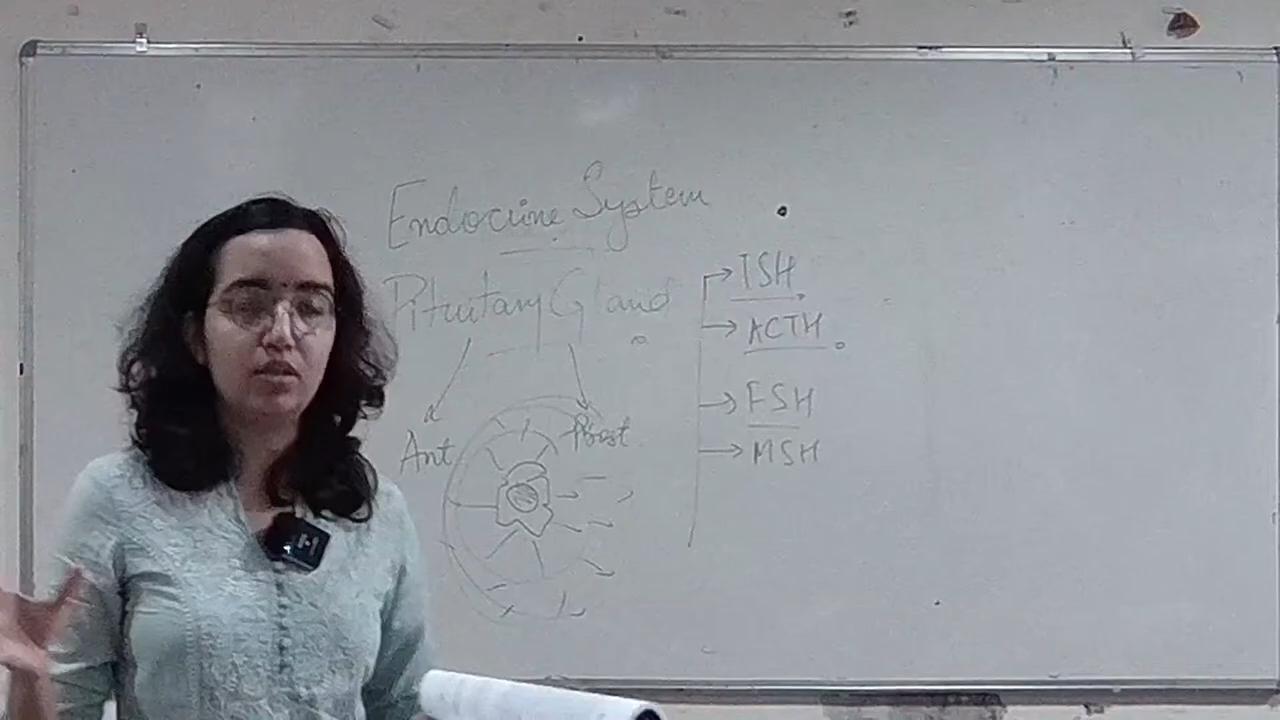 Endocrine System
Pituitary Gland
Ant
Post
TSH
ACTH
FSH
MSH